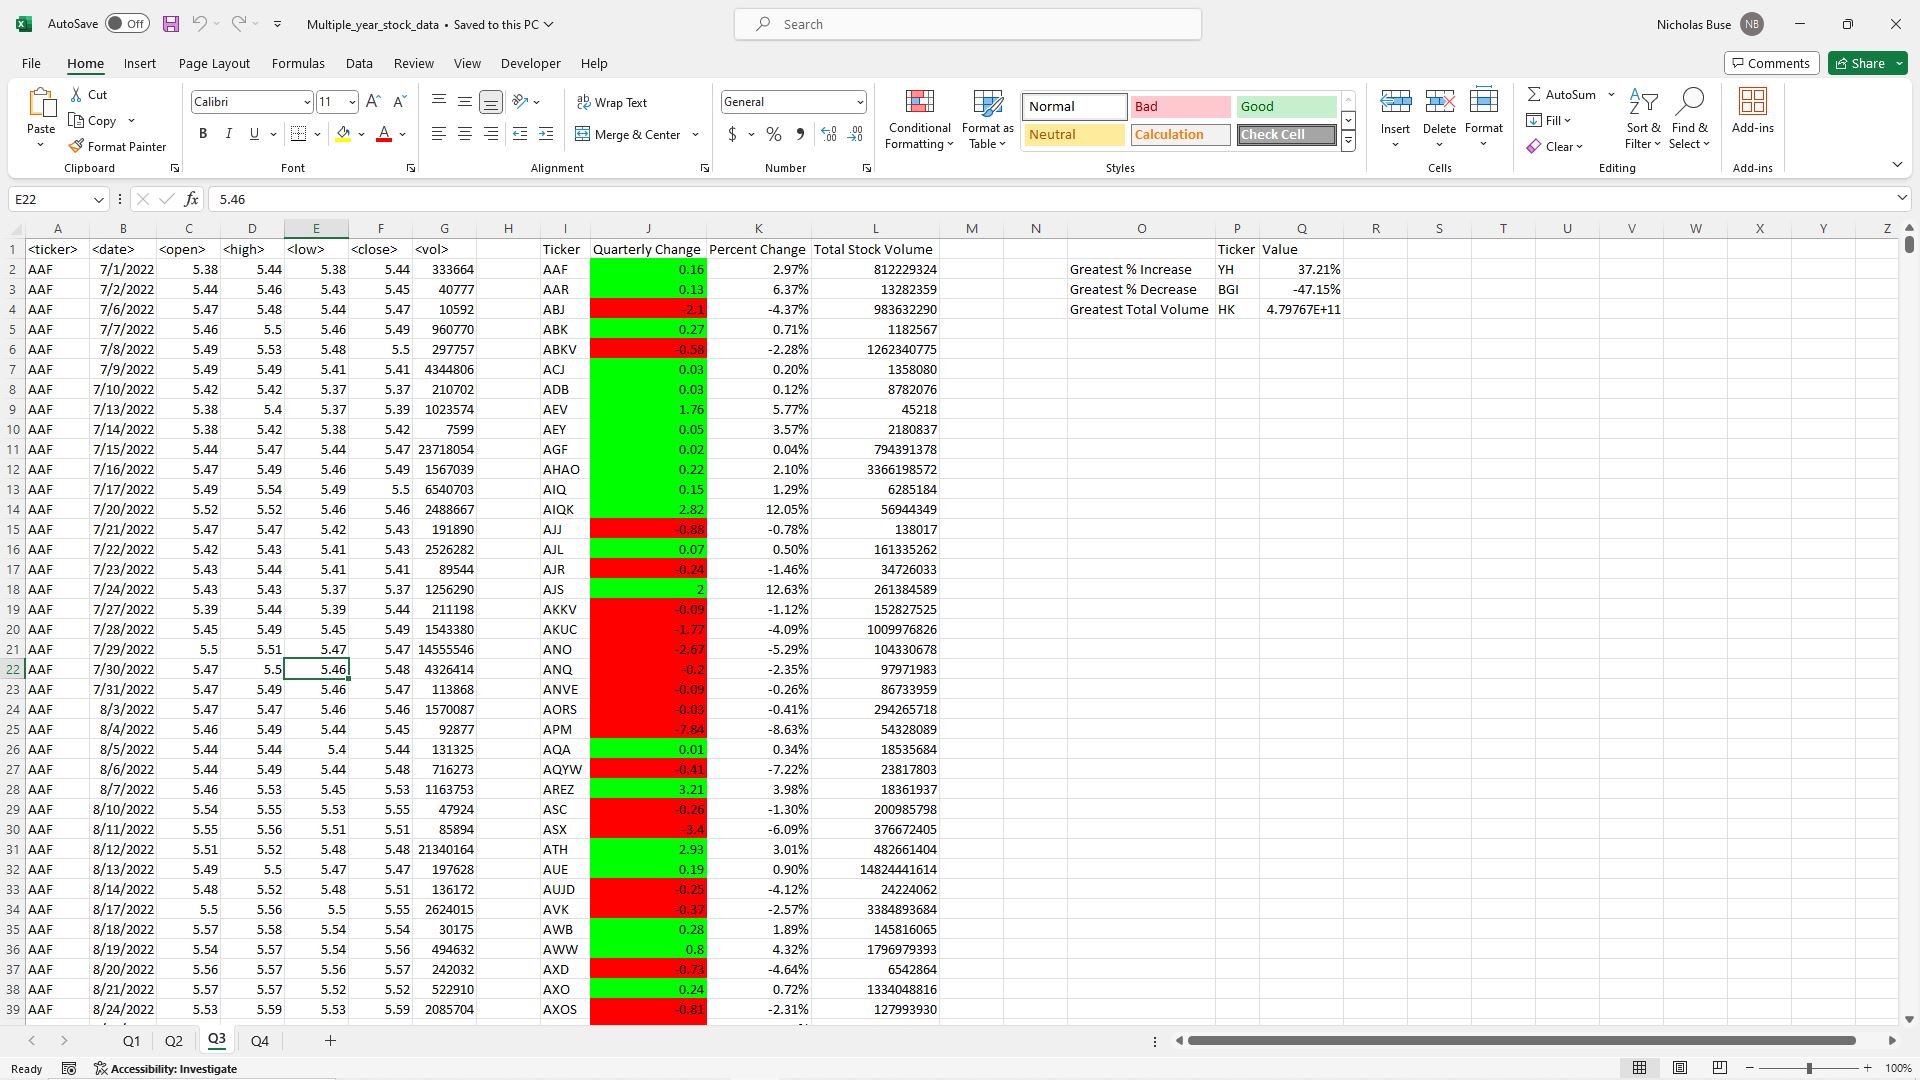 AutoSave Off Multiple_year_stock_data • Saved to this PC Search Nicholas Buse NB
File Home Insert Page Layout Formulas Data Review View Developer Help Comments Share
Paste Cut Copy Format Painter Clipboard
Calibri 11 B I U A Font
Wrap Text Merge & Center Alignment
General $ % Number
Conditional Formatting Format as Table
Normal Bad Good
Neutral Calculation Check Cell
Styles
Insert Delete Format Cells
AutoSum Fill Clear Sort & Filter Find & Select Editing
Add-ins Add-ins
E22 fx 5.46
A B C D E F G H I J K L M N O P Q R S T U V W X Y Z
1 <ticker> <date> <open> <high> <low> <close> <vol> Ticker Quarterly Change Percent Change Total Stock Volume Ticker Value
2 AAF 7/1/2022 5.38 5.44 5.38 5.44 333664 AAF 0.16 2.97% 812229324 Greatest % Increase YH 37.21%
3 AAF 7/2/2022 5.44 5.46 5.43 5.45 40777 AAR 0.13 6.37% 13282359 Greatest % Decrease BGI -47.15%
4 AAF 7/6/2022 5.47 5.48 5.44 5.47 10592 ABJ -2.1 -4.37% 983632290 Greatest Total Volume HK 4.79767E+11
5 AAF 7/7/2022 5.46 5.5 5.46 5.49 960770 ABK 0.27 0.71% 1182567
6 AAF 7/8/2022 5.49 5.53 5.48 5.5 297757 ABKV -0.58 -2.28% 1262340775
7 AAF 7/9/2022 5.49 5.49 5.41 5.41 4344806 ACJ 0.03 0.20% 1358080
8 AAF 7/10/2022 5.42 5.42 5.37 5.37 210702 ADB 0.03 0.12% 8782076
9 AAF 7/13/2022 5.38 5.4 5.37 5.39 1023574 AEV 1.76 5.77% 45218
10 AAF 7/14/2022 5.38 5.42 5.38 5.42 7599 AEY 0.05 3.57% 2180837
11 AAF 7/15/2022 5.44 5.47 5.44 5.47 23718054 AGF 0.02 0.04% 794391378
12 AAF 7/16/2022 5.47 5.49 5.46 5.49 1567039 AHAO 0.22 2.10% 3366198572
13 AAF 7/17/2022 5.49 5.54 5.49 5.5 6540703 AIQ 0.15 1.29% 6285184
14 AAF 7/20/2022 5.52 5.52 5.46 5.46 2488667 AIQK 2.82 12.05% 56944349
15 AAF 7/21/2022 5.47 5.47 5.42 5.43 191890 AJJ -0.88 -0.78% 138017
16 AAF 7/22/2022 5.42 5.43 5.41 5.43 2526282 AJL 0.07 0.50% 161335262
17 AAF 7/23/2022 5.43 5.44 5.41 5.41 89544 AJR -0.24 -1.46% 34726033
18 AAF 7/24/2022 5.43 5.43 5.37 5.37 1256290 AJS 2 12.63% 261384589
19 AAF 7/27/2022 5.39 5.44 5.39 5.44 211198 AKKV -0.09 -1.12% 152827525
20 AAF 7/28/2022 5.45 5.49 5.45 5.49 1543380 AKUC -1.77 -4.09% 1009976826
21 AAF 7/29/2022 5.5 5.51 5.47 5.47 14555546 ANO -2.67 -5.29% 104330678
22 AAF 7/30/2022 5.47 5.5 5.46 5.48 4326414 ANQ -0.2 -2.35% 97971983
23 AAF 7/31/2022 5.47 5.49 5.46 5.47 113868 ANVE -0.09 -0.26% 86733959
24 AAF 8/3/2022 5.47 5.47 5.46 5.46 1570087 AORS -0.03 -0.41% 294265718
25 AAF 8/4/2022 5.46 5.49 5.44 5.45 92877 APM -7.84 -8.63% 54328089
26 AAF 8/5/2022 5.44 5.44 5.4 5.44 131325 AQA 0.01 0.34% 18535684
27 AAF 8/6/2022 5.44 5.49 5.44 5.48 716273 AQYW -0.41 -7.22% 23817803
28 AAF 8/7/2022 5.46 5.53 5.45 5.53 1163753 AREZ 3.21 3.98% 18361937
29 AAF 8/10/2022 5.54 5.55 5.53 5.55 47924 ASC -0.26 -1.30% 200985798
30 AAF 8/11/2022 5.55 5.56 5.51 5.51 85894 ASX -3.4 -6.09% 376672405
31 AAF 8/12/2022 5.51 5.52 5.48 5.48 21340164 ATH 2.93 3.01% 482661404
32 AAF 8/13/2022 5.49 5.5 5.47 5.47 197628 AUE 0.19 0.90% 14824441614
33 AAF 8/14/2022 5.48 5.52 5.48 5.51 136172 AUJD -0.25 -4.12% 24224062
34 AAF 8/17/2022 5.5 5.56 5.5 5.55 2624015 AVK -0.37 -2.57% 3384893684
35 AAF 8/18/2022 5.57 5.58 5.54 5.54 30175 AWB 0.28 1.89% 145816065
36 AAF 8/19/2022 5.54 5.57 5.54 5.56 494632 AWW 0.8 4.32% 1796979393
37 AAF 8/20/2022 5.56 5.57 5.56 5.57 242032 AXD -0.73 -4.64% 6542864
38 AAF 8/21/2022 5.57 5.57 5.52 5.52 522910 AXO 0.24 0.72% 1334048816
39 AAF 8/24/2022 5.53 5.59 5.53 5.59 2085704 AXOS -0.81 -2.31% 127993930
Q1 Q2 Q3 Q4 +
Ready Accessibility: Investigate 100%